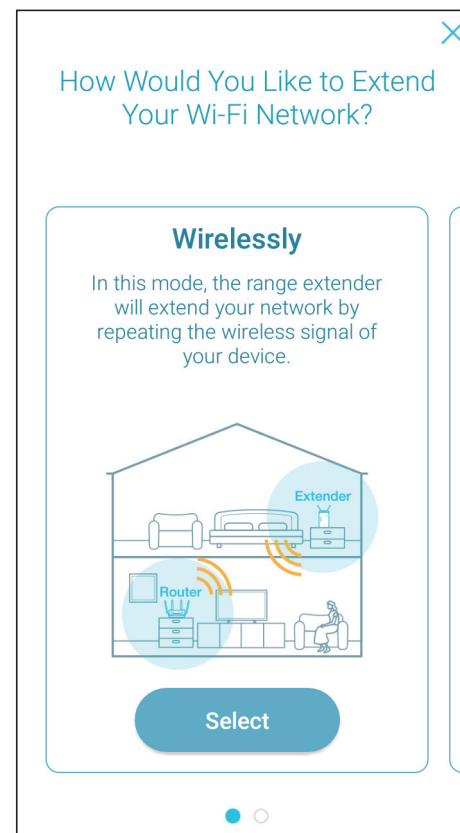 How Would You Like to Extend
Your Wi-Fi Network?
Wirelessly
In this mode, the range extender
will extend your network by
repeating the wireless signal of
your device.
Extender
Router
Select